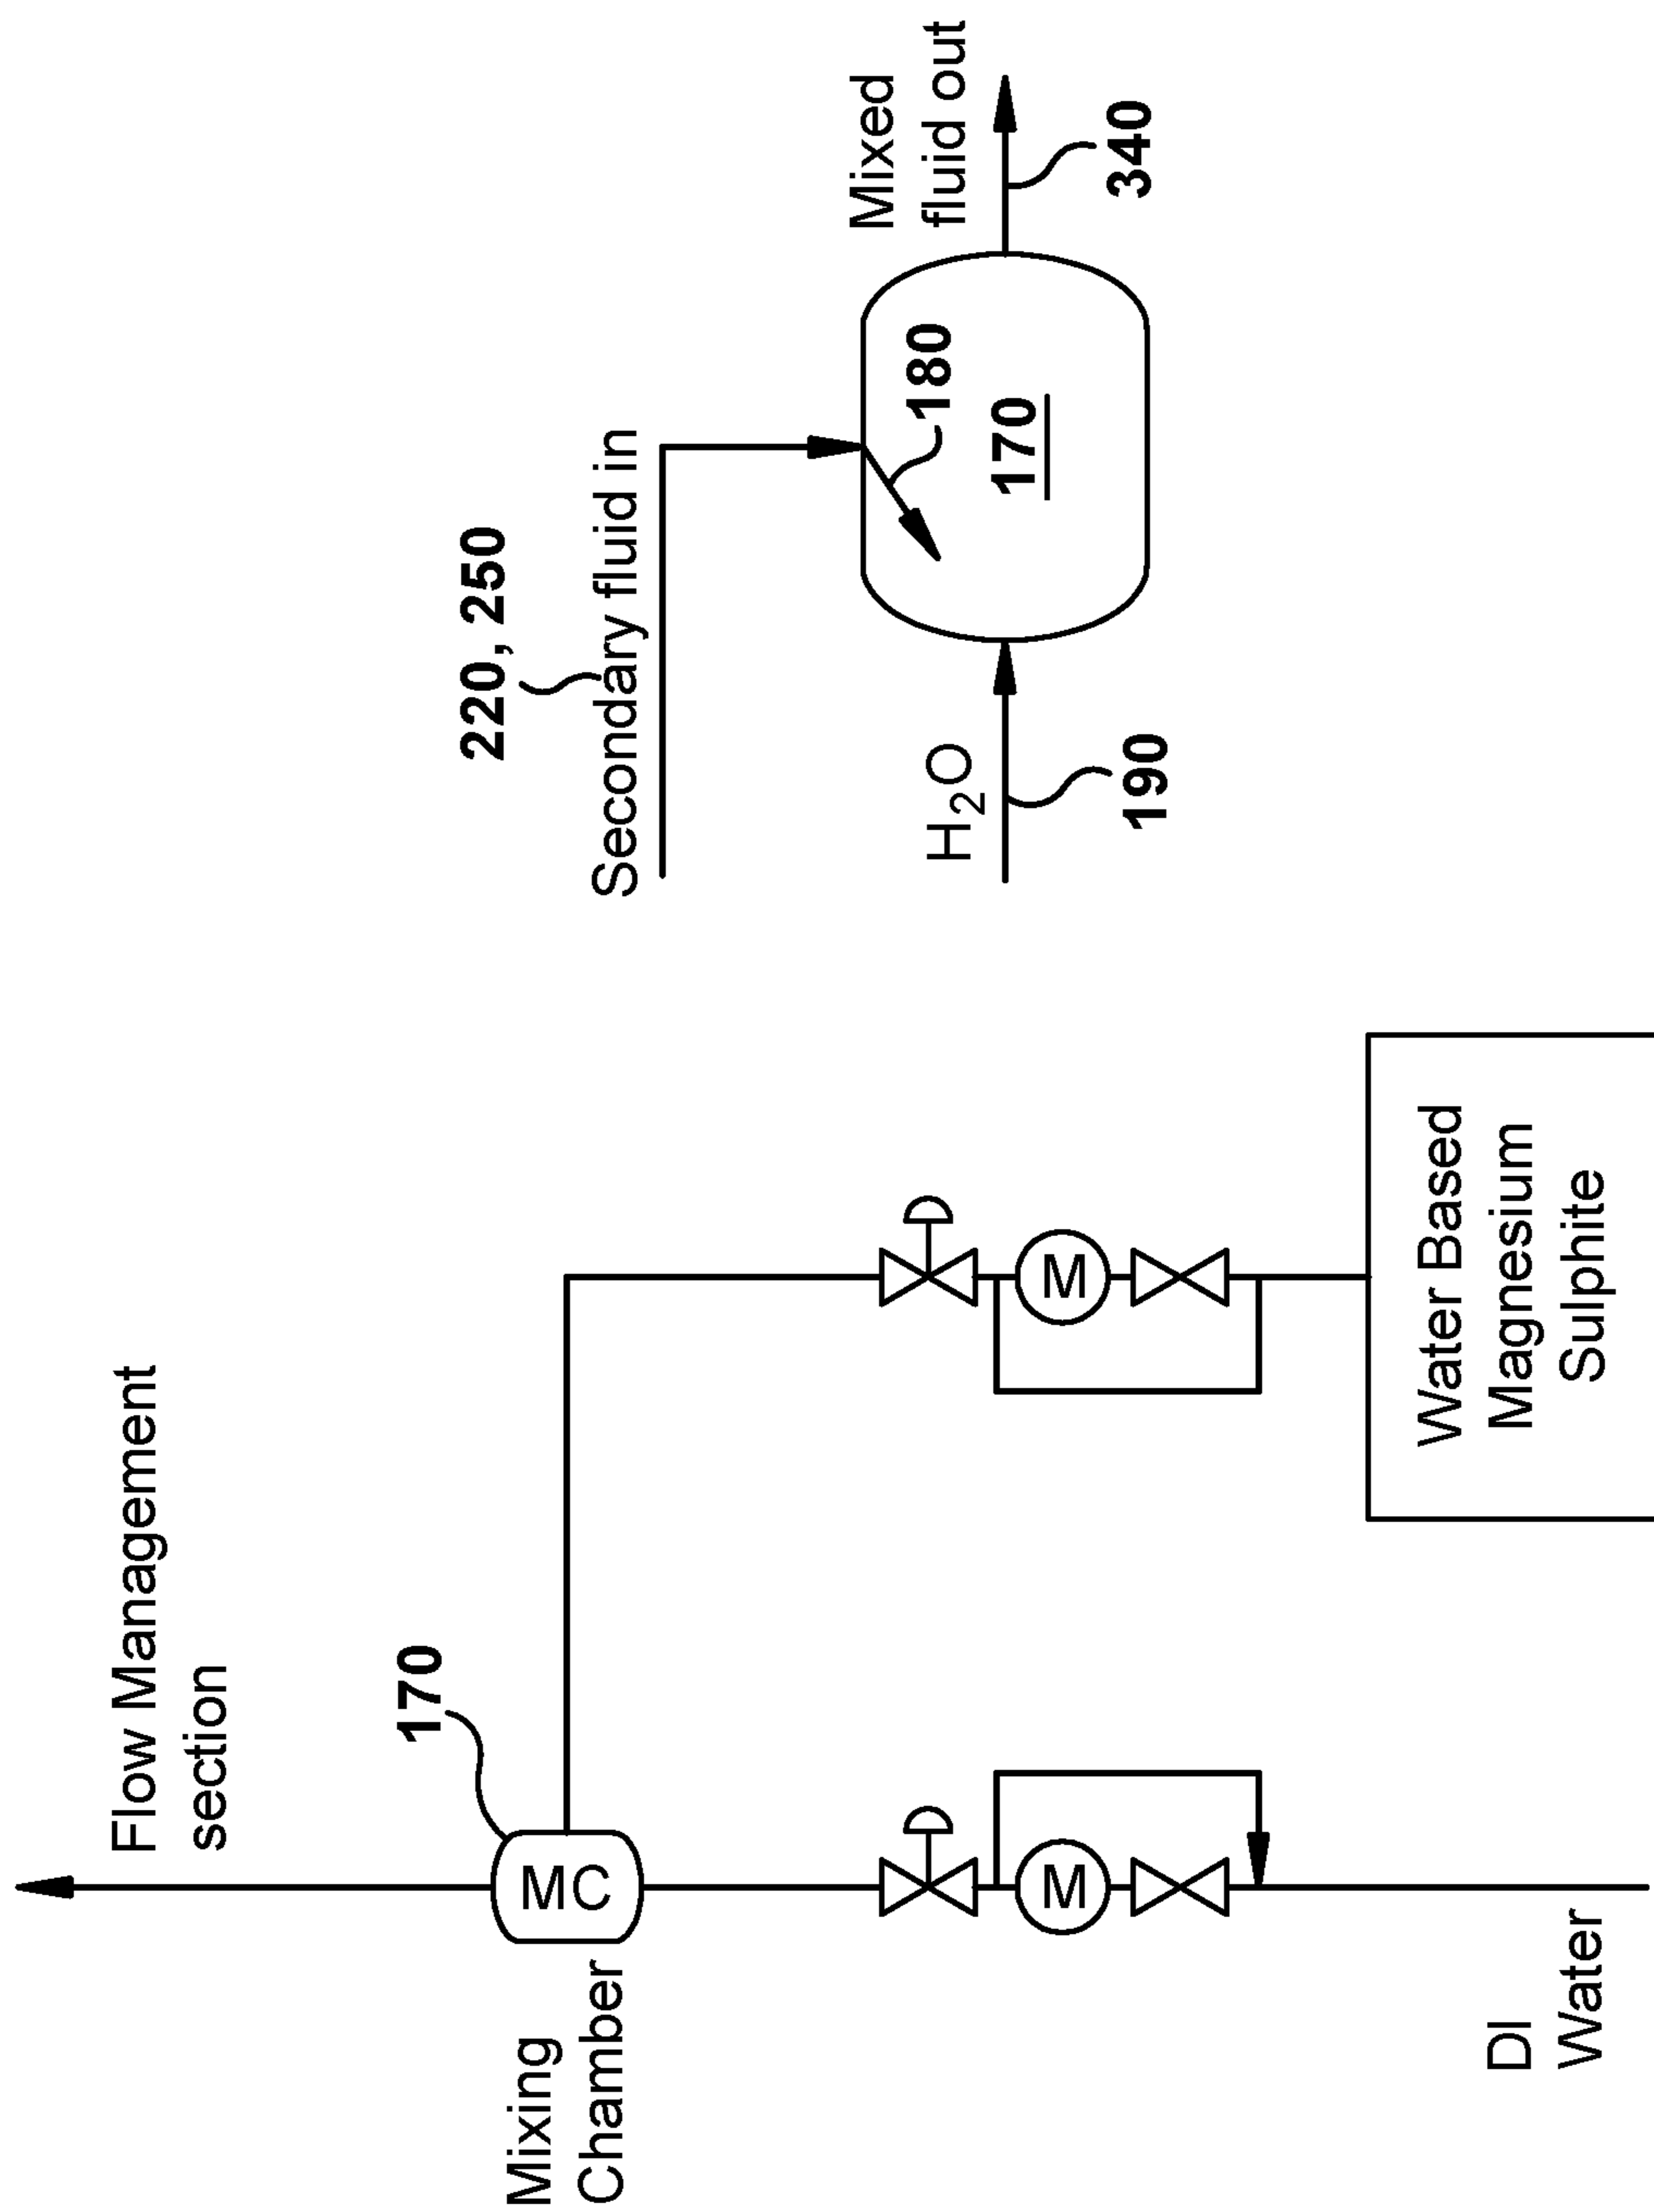 Flow Management
section
170
Mixing
Chamber
MC
M
M
DI
Water
Water Based
Magnesium
Sulphite
220, 250
Secondary fluid in
H₂O
190
180
170
Mixed
fluid out
340